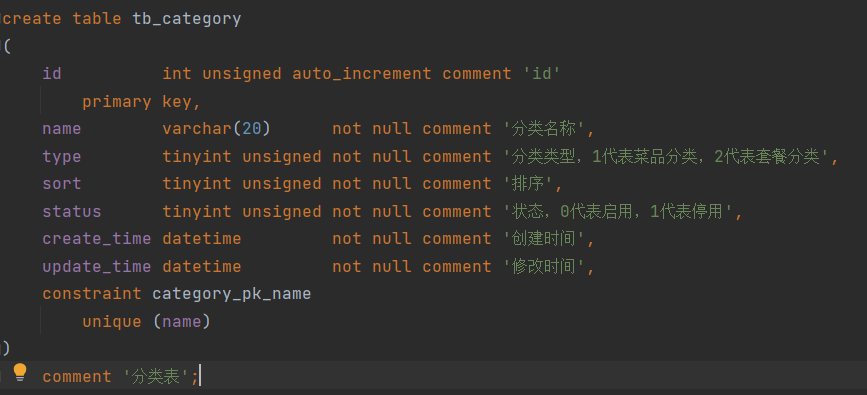 create table tb_category
(
    id          int unsigned auto_increment comment 'id'
        primary key,
    name        varchar(20)      not null comment '分类名称',
    type        tinyint unsigned not null comment '分类类型，1代表菜品分类，2代表套餐分类',
    sort        tinyint unsigned not null comment '排序',
    status      tinyint unsigned not null comment '状态，0代表启用，1代表停用',
    create_time datetime         not null comment '创建时间',
    update_time datetime         not null comment '修改时间',
    constraint category_pk_name
        unique (name)
)
    comment '分类表';